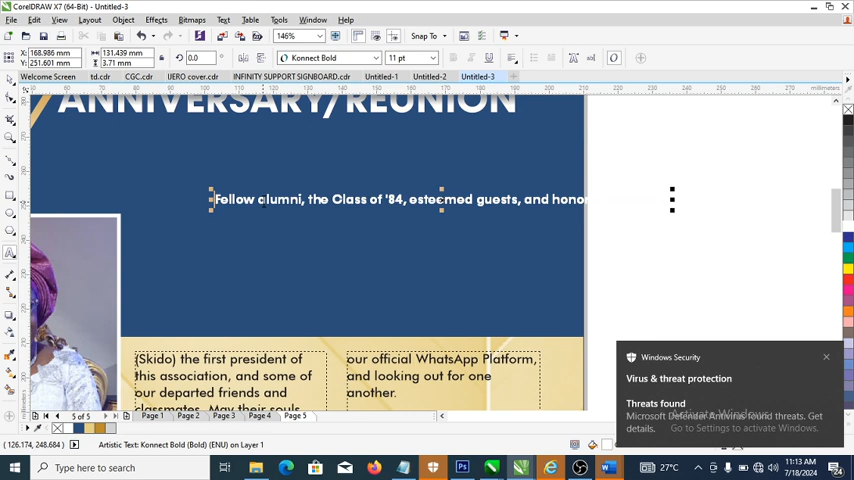 CorelDRAW X7 (64-Bit) - Untitled-3
File Edit View Layout Object Effects Bitmaps Text Table Tools Window Help
146% Snap To
X: 168.986 mm
Y: 251.601 mm
131.439 mm
3.71 mm
0.0
Konnect Bold
11 pt
Welcome Screen td.cdr CGC.cdr IJERO cover.cdr INFINITY SUPPORT SIGNBOARD.cdr Untitled-1 Untitled-2 Untitled-3
millimeters
ANNIVERSARY/REUNION
Fellow alumni, the Class of '84, esteemed guests, and honor
(Skido) the first president of
this association, and some of
our departed friends and
classmates. May their souls
our official WhatsApp Platform,
and looking out for one
another.
Windows Security
Virus & threat protection
Threats found
Microsoft Defender Antivirus found threats. Get
details.
Activate Windows
Go to Settings to activate Windows.
5 of 5 Page 1 Page 2 Page 3 Page 4 Page 5
(126.174, 248.684) Artistic Text: Konnect Bold (Bold) (ENU) on Layer 1
Type here to search
27°C
11:13 AM
7/18/2024